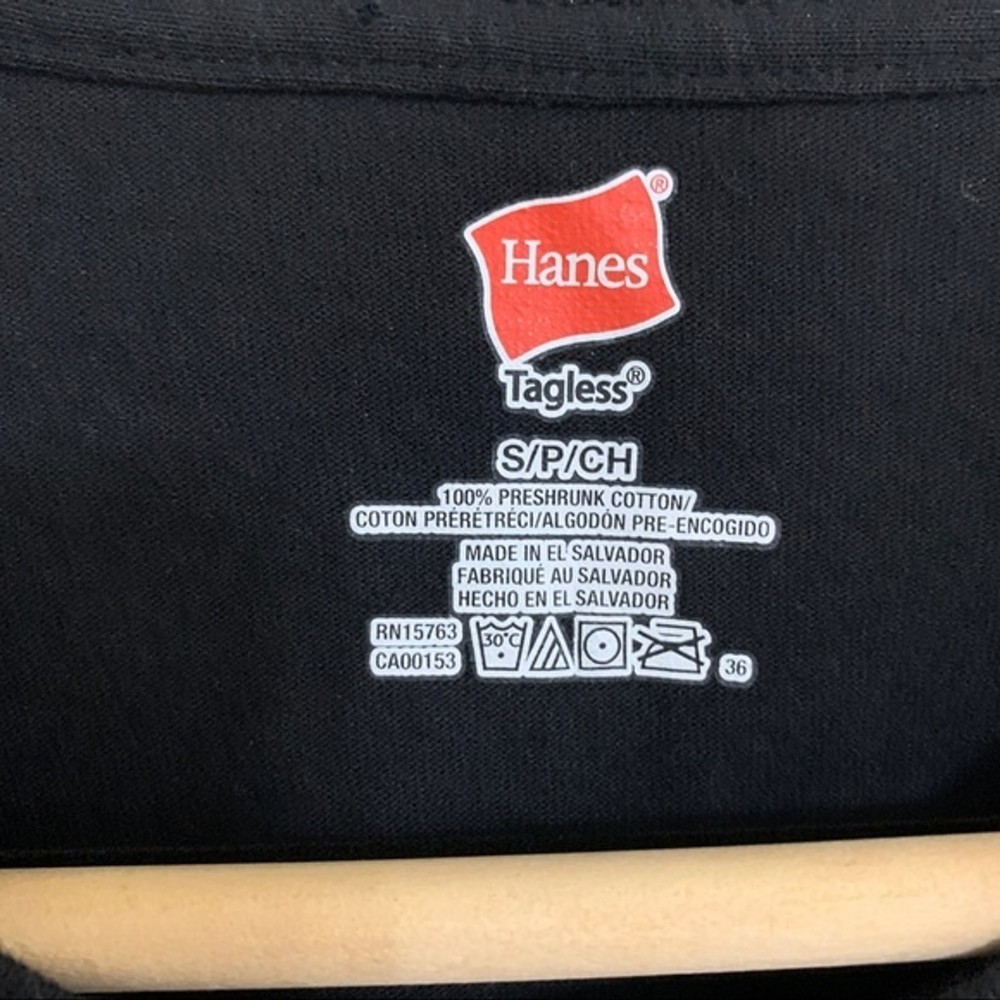 Hanes®
Tagless®
S/P/CH
100% PRESHRUNK COTTON/
COTON PRÉRÉTRÉCI/ALGODÓN PRE-ENCOGIDO
MADE IN EL SALVADOR
FABRIQUÉ AU SALVADOR
HECHO EN EL SALVADOR
RN15763
CA00153
30°C
36